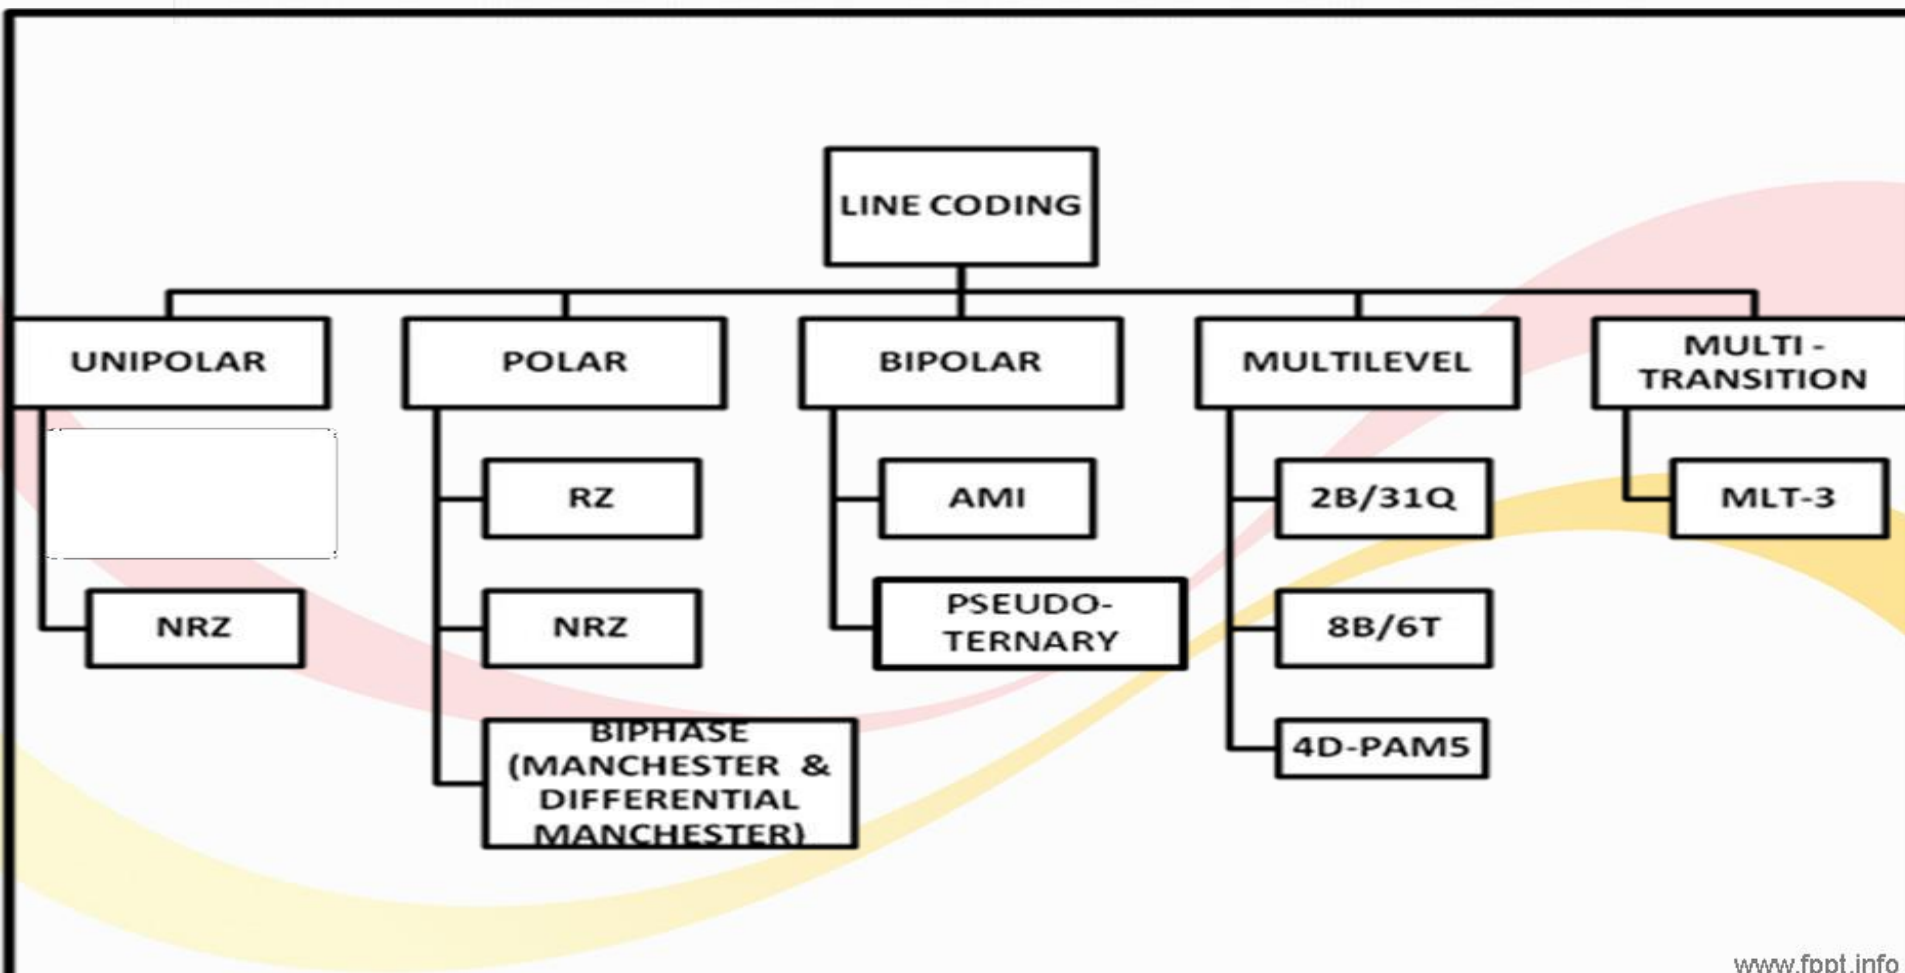 LINE CODING
UNIPOLAR
POLAR
BIPOLAR
MULTILEVEL
MULTI -
TRANSITION
RZ
AMI
2B/31Q
MLT-3
NRZ
NRZ
PSEUDO-
TERNARY
8B/6T
BIPHASE
(MANCHESTER &
DIFFERENTIAL
MANCHESTER)
4D-PAM5
www.fppt.info